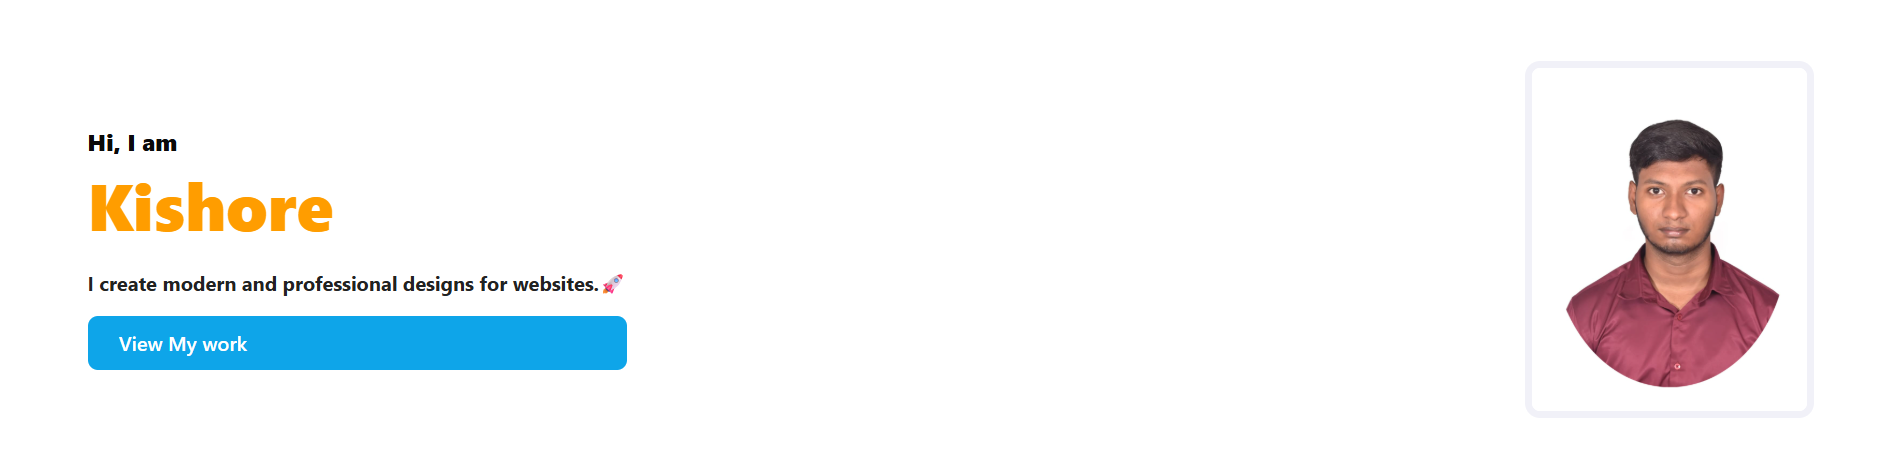 Hi, I am
Kishore
I create modern and professional designs for websites.🚀
View My work